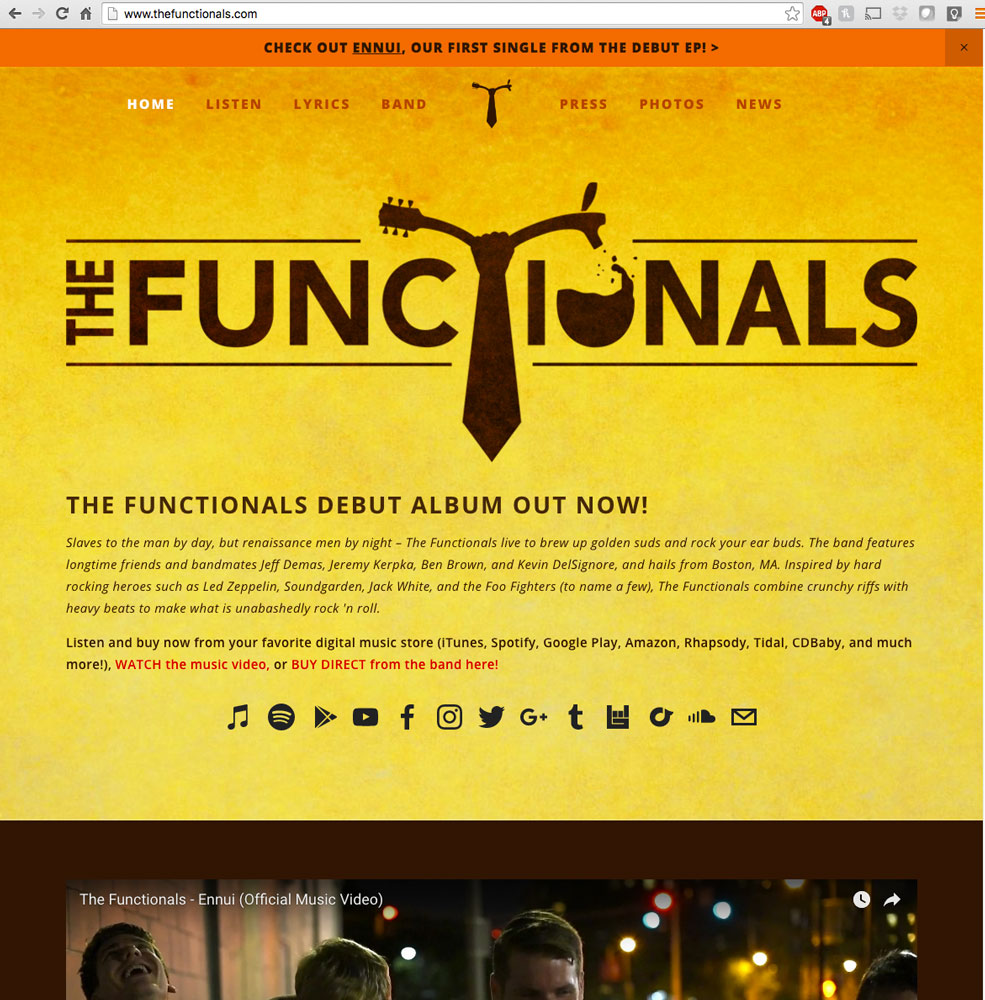 www.thefunctionals.com
ABP
4
CHECK OUT ENNUI, OUR FIRST SINGLE FROM THE DEBUT EP! >
×
HOME LISTEN LYRICS BAND PRESS PHOTOS NEWS
THE FUNCTIONALS
THE FUNCTIONALS DEBUT ALBUM OUT NOW!
Slaves to the man by day, but renaissance men by night – The Functionals live to brew up golden suds and rock your ear buds. The band features
longtime friends and bandmates Jeff Demas, Jeremy Kerpka, Ben Brown, and Kevin DelSignore, and hails from Boston, MA. Inspired by hard
rocking heroes such as Led Zeppelin, Soundgarden, Jack White, and the Foo Fighters (to name a few), The Functionals combine crunchy riffs with
heavy beats to make what is unabashedly rock 'n roll.
Listen and buy now from your favorite digital music store (iTunes, Spotify, Google Play, Amazon, Rhapsody, Tidal, CDBaby, and much
more!), WATCH the music video, or BUY DIRECT from the band here!
The Functionals - Ennui (Official Music Video)